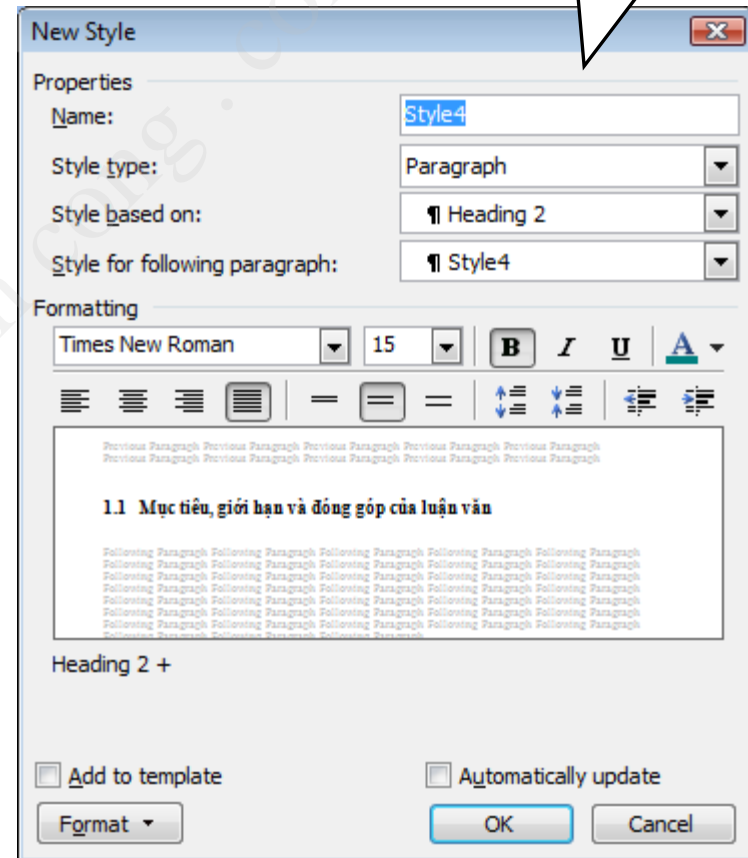 New Style
Properties
Name: Style4
Style type: Paragraph
Style based on: ¶ Heading 2
Style for following paragraph: ¶ Style4
Formatting
Times New Roman 15 B I U A
Previous Paragraph Previous Paragraph Previous Paragraph Previous Paragraph Previous Paragraph
Previous Paragraph Previous Paragraph Previous Paragraph Previous Paragraph Previous Paragraph
1.1 Mục tiêu, giới hạn và đóng góp của luận văn
Following Paragraph Following Paragraph Following Paragraph Following Paragraph Following Paragraph
Following Paragraph Following Paragraph Following Paragraph Following Paragraph Following Paragraph
Following Paragraph Following Paragraph Following Paragraph Following Paragraph Following Paragraph
Following Paragraph Following Paragraph Following Paragraph Following Paragraph Following Paragraph
Following Paragraph Following Paragraph Following Paragraph Following Paragraph Following Paragraph
Following Paragraph Following Paragraph Following Paragraph Following Paragraph Following Paragraph
Following Paragraph Following Paragraph Following Paragraph Following Paragraph Following Paragraph
Following Paragraph Following Paragraph Following Paragraph
Heading 2 +
Add to template Automatically update
Format OK Cancel